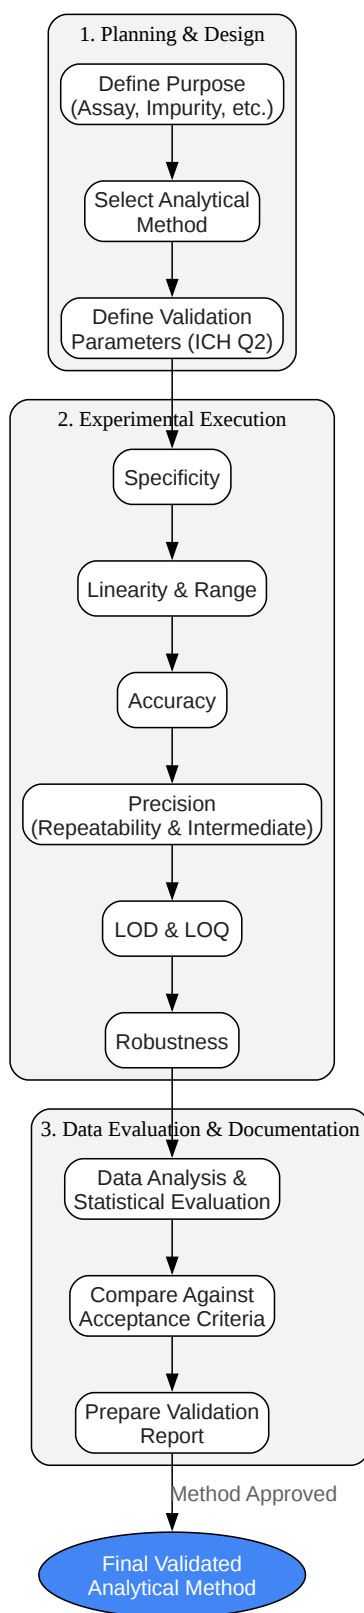 1. Planning & Design
Define Purpose
(Assay, Impurity, etc.)
Select Analytical
Method
Define Validation
Parameters (ICH Q2)
2. Experimental Execution
Specificity
Linearity & Range
Accuracy
Precision
(Repeatability & Intermediate)
LOD & LOQ
Robustness
3. Data Evaluation & Documentation
Data Analysis &
Statistical Evaluation
Compare Against
Acceptance Criteria
Prepare Validation
Report
Method Approved
Final Validated
Analytical Method